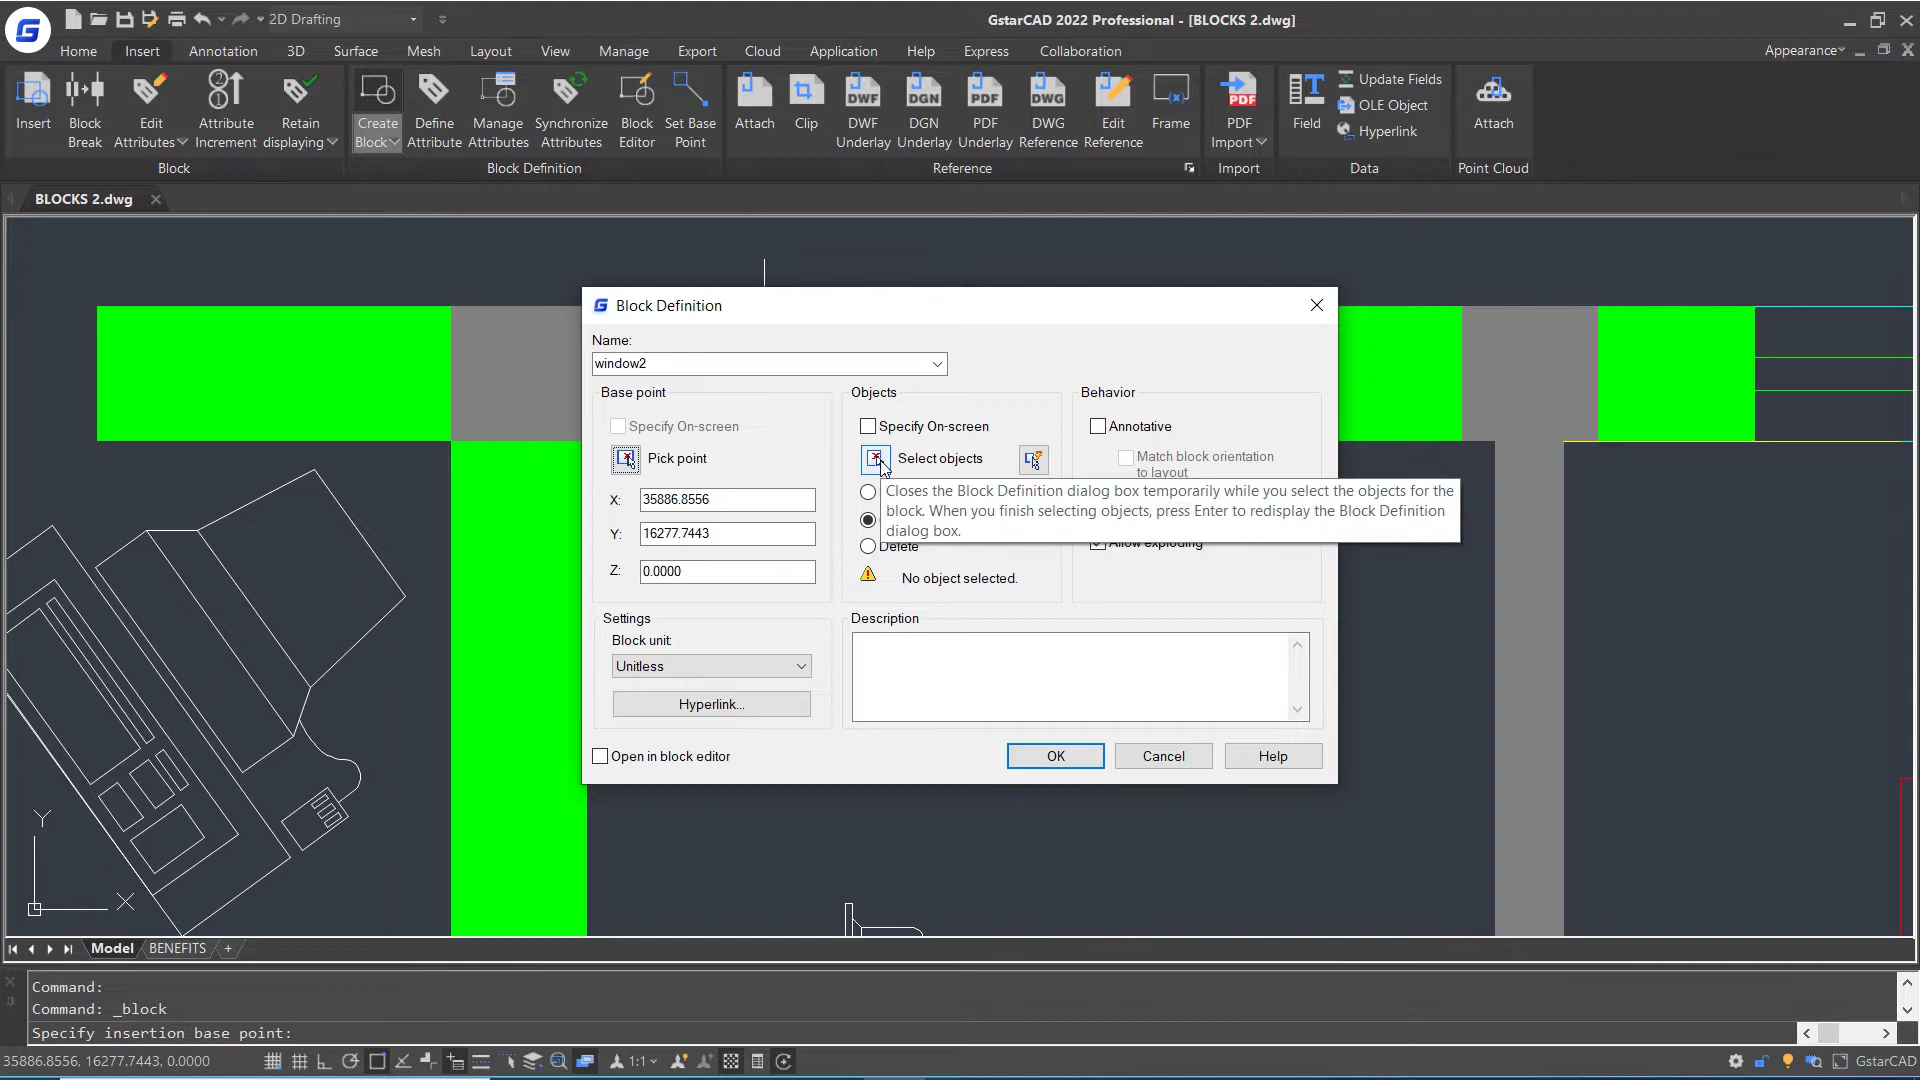 2D Drafting
GstarCAD 2022 Professional - [BLOCKS 2.dwg]
Home Insert Annotation 3D Surface Mesh Layout View Manage Export Cloud Application Help Express Collaboration Appearance
Insert
Block
Break
Edit
Attributes
Attribute
Increment
Retain
displaying
Create
Block
Define
Attribute
Manage
Attributes
Synchronize
Attributes
Block
Editor
Set Base
Point
Attach
Clip
DWF
Underlay
DGN
Underlay
PDF
Underlay
DWG
Reference
Edit
Reference
Frame
PDF
Import
Field
Update Fields
OLE Object
Hyperlink
Attach
Block
Block Definition
Reference
Import
Data
Point Cloud
BLOCKS 2.dwg
Block Definition
Name:
window2
Base point
Specify On-screen
Pick point
X: 35886.8556
Y: 16277.7443
Z: 0.0000
Objects
Specify On-screen
Select objects
Delete
No object selected.
Behavior
Annotative
Match block orientation
to layout
Closes the Block Definition dialog box temporarily while you select the objects for the
block. When you finish selecting objects, press Enter to redisplay the Block Definition
dialog box.
Allow exploding
Settings
Block unit:
Unitless
Hyperlink...
Description
Open in block editor
OK
Cancel
Help
Y
X
Model BENEFITS +
Command:
Command: _block
Specify insertion base point:
35886.8556, 16277.7443, 0.0000
1:1
GstarCAD